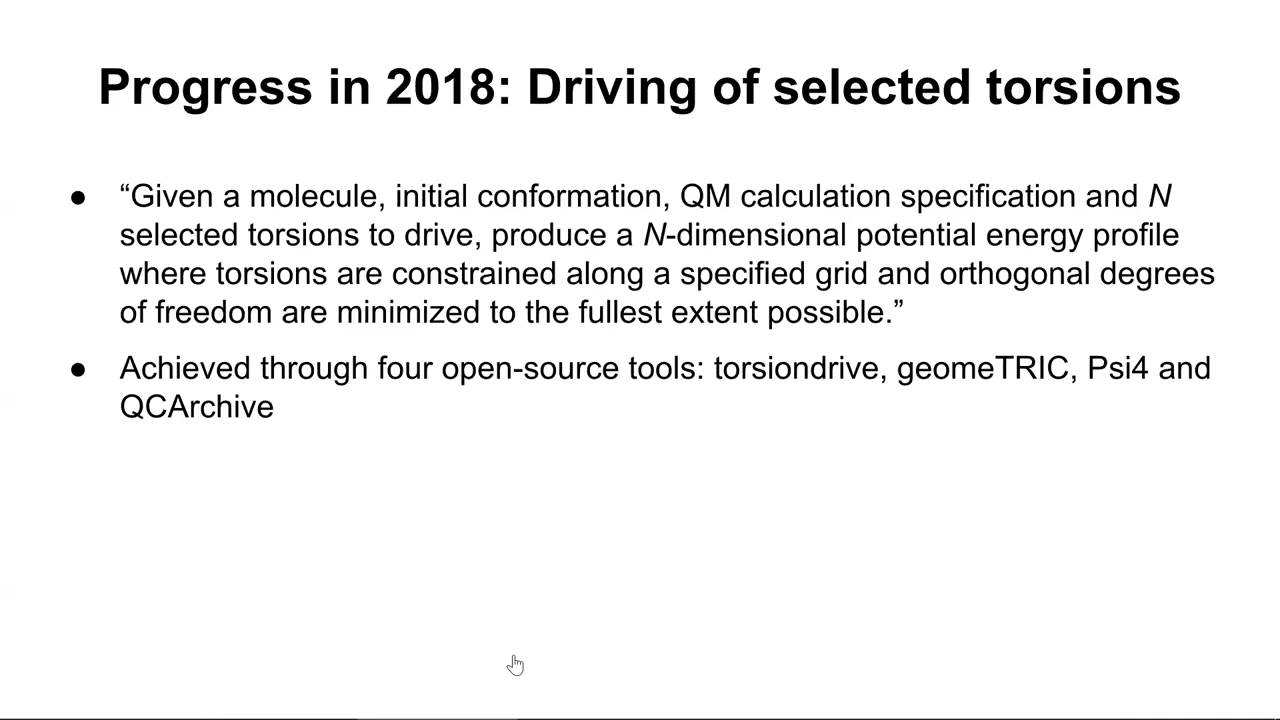 Progress in 2018: Driving of selected torsions
● “Given a molecule, initial conformation, QM calculation specification and N
selected torsions to drive, produce a N-dimensional potential energy profile
where torsions are constrained along a specified grid and orthogonal degrees
of freedom are minimized to the fullest extent possible.”
● Achieved through four open-source tools: torsiondrive, geomeTRIC, Psi4 and
QCArchive